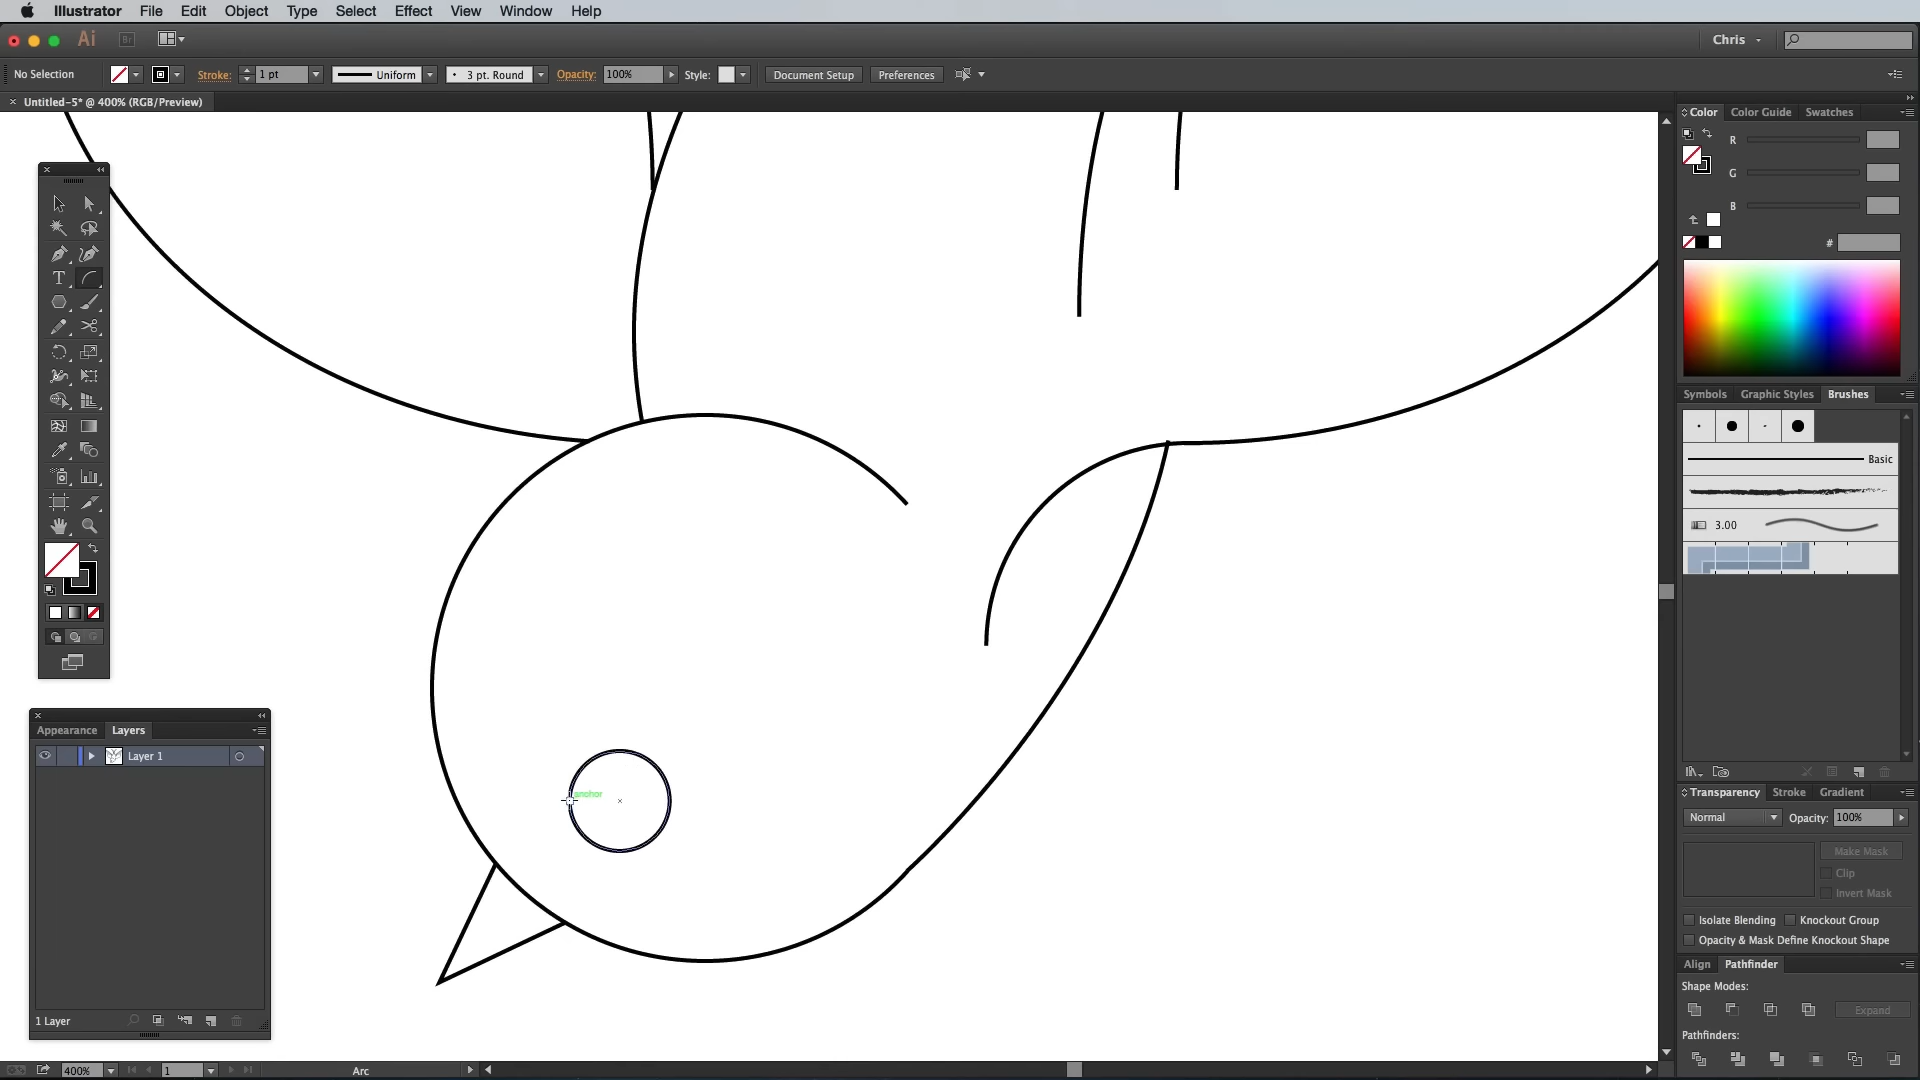 Illustrator File Edit Object Type Select Effect View Window Help
Ai Br Chris
No Selection Stroke: 1 pt Uniform 3 pt. Round Opacity: 100% Style: Document Setup Preferences
Untitled-5* @ 400% (RGB/Preview)
Color Color Guide Swatches
R
G
B
#
T
Symbols Graphic Styles Brushes
Basic
3.00
Appearance Layers
Layer 1
anchor
Transparency Stroke Gradient
Normal Opacity: 100%
Make Mask
Clip
Invert Mask
Isolate Blending Knockout Group
Opacity & Mask Define Knockout Shape
Align Pathfinder
Shape Modes:
Expand
Pathfinders:
1 Layer
400% 1 Arc